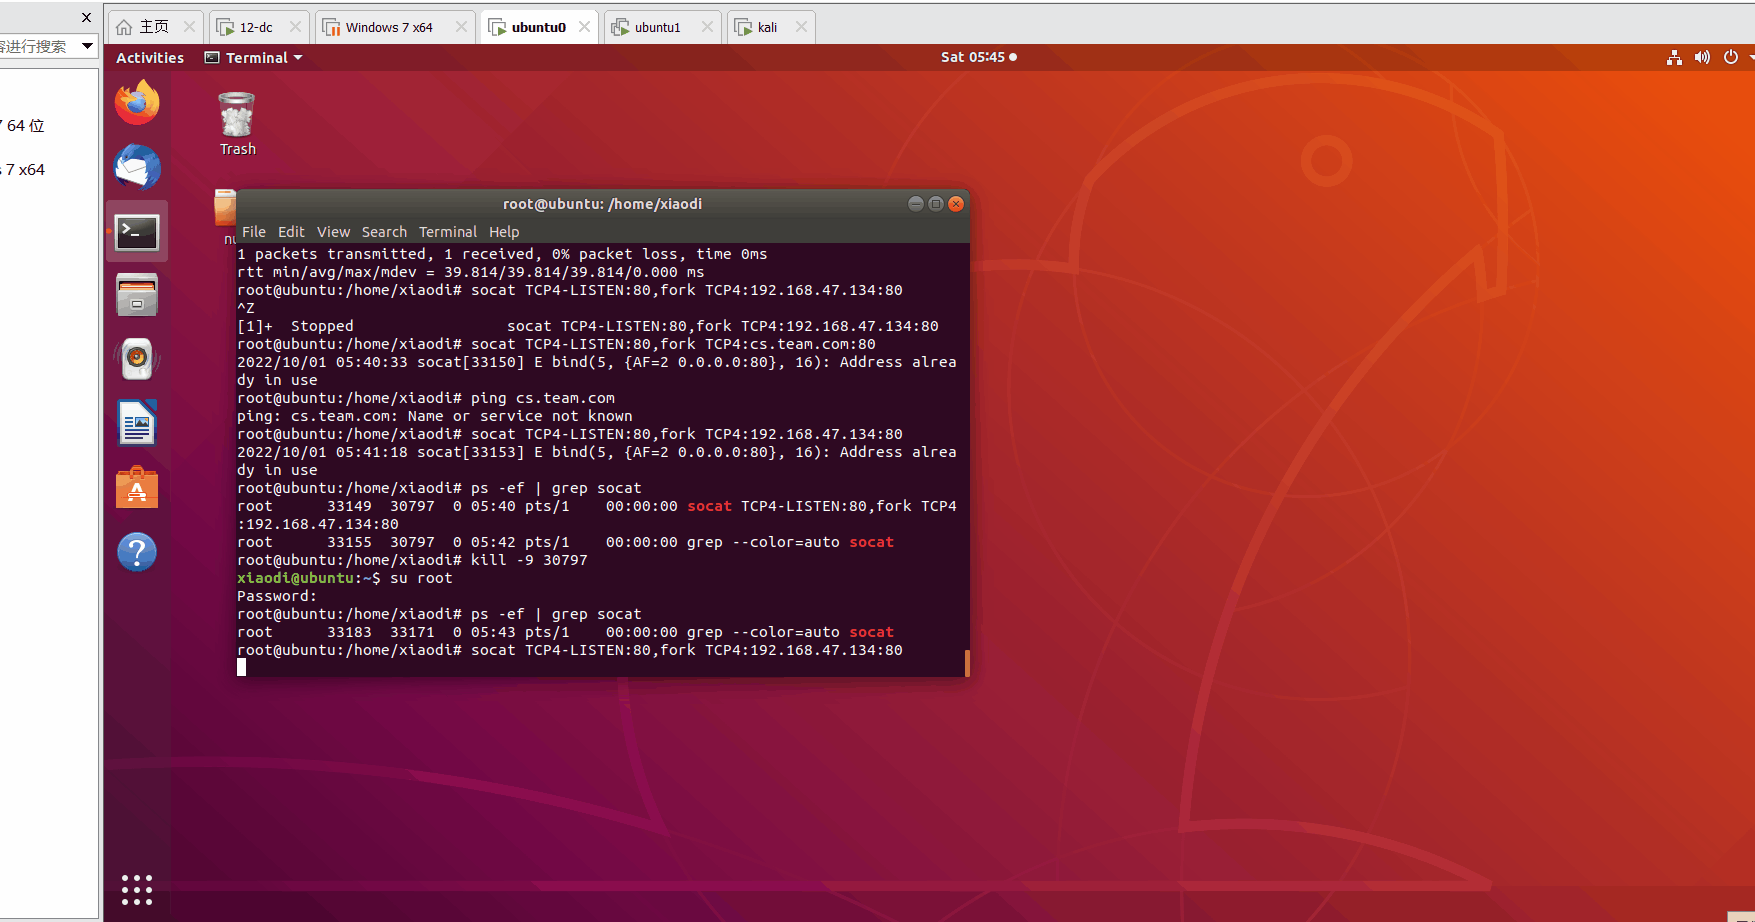 主页
12-dc
Windows 7 x64
ubuntu0
ubuntu1
kali
容进行搜索
7 64 位
s 7 x64
Activities
Terminal
Sat 05:45
Trash
nu
root@ubuntu: /home/xiaodi
File Edit View Search Terminal Help
1 packets transmitted, 1 received, 0% packet loss, time 0ms
rtt min/avg/max/mdev = 39.814/39.814/39.814/0.000 ms
root@ubuntu:/home/xiaodi# socat TCP4-LISTEN:80,fork TCP4:192.168.47.134:80
^Z
[1]+  Stopped                 socat TCP4-LISTEN:80,fork TCP4:192.168.47.134:80
root@ubuntu:/home/xiaodi# socat TCP4-LISTEN:80,fork TCP4:cs.team.com:80
2022/10/01 05:40:33 socat[33150] E bind(5, {AF=2 0.0.0.0:80}, 16): Address alrea
dy in use
root@ubuntu:/home/xiaodi# ping cs.team.com
ping: cs.team.com: Name or service not known
root@ubuntu:/home/xiaodi# socat TCP4-LISTEN:80,fork TCP4:192.168.47.134:80
2022/10/01 05:41:18 socat[33153] E bind(5, {AF=2 0.0.0.0:80}, 16): Address alrea
dy in use
root@ubuntu:/home/xiaodi# ps -ef | grep socat
root      33149  30797  0 05:40 pts/1    00:00:00 socat TCP4-LISTEN:80,fork TCP4
:192.168.47.134:80
root      33155  30797  0 05:42 pts/1    00:00:00 grep --color=auto socat
root@ubuntu:/home/xiaodi# kill -9 30797
xiaodi@ubuntu:~$ su root
Password:
root@ubuntu:/home/xiaodi# ps -ef | grep socat
root      33183  33171  0 05:43 pts/1    00:00:00 grep --color=auto socat
root@ubuntu:/home/xiaodi# socat TCP4-LISTEN:80,fork TCP4:192.168.47.134:80